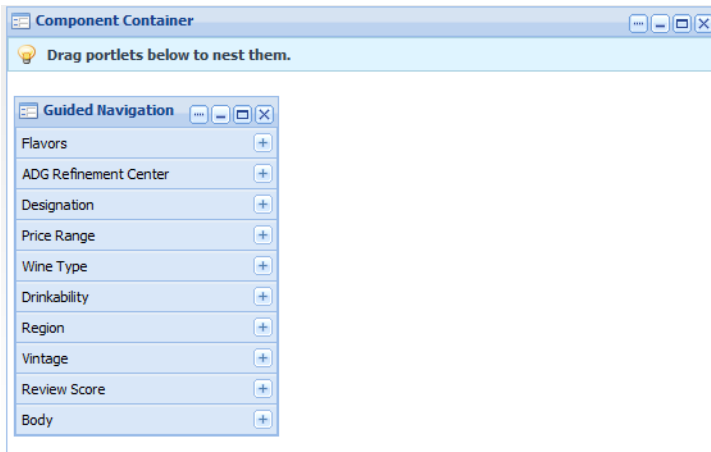 Component Container
Drag portlets below to nest them.
Guided Navigation
Flavors
ADG Refinement Center
Designation
Price Range
Wine Type
Drinkability
Region
Vintage
Review Score
Body